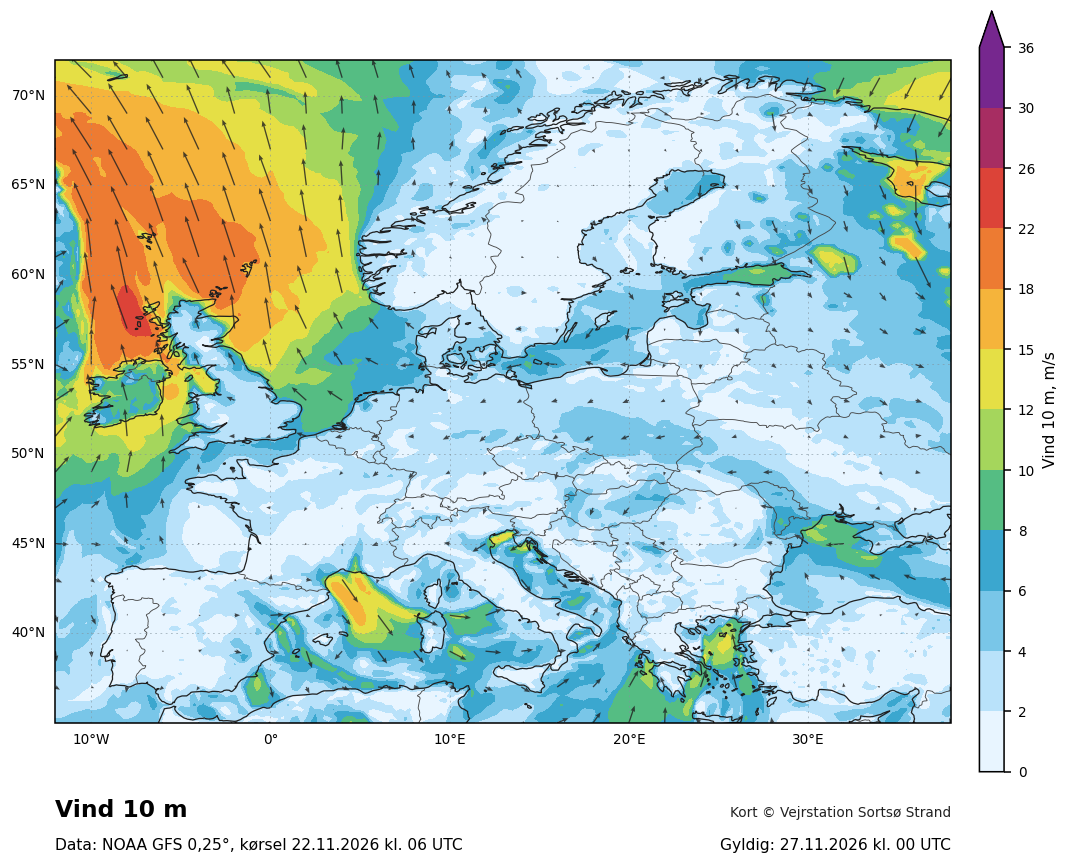 36
30
26
22
18
15
12
10
8
6
4
2
0
Vind 10 m, m/s
70°N
65°N
60°N
55°N
50°N
45°N
40°N
10°W
0°
10°E
20°E
30°E
Vind 10 m
Kort © Vejrstation Sortsø Strand
Data: NOAA GFS 0,25°, kørsel 22.11.2026 kl. 06 UTC
Gyldig: 27.11.2026 kl. 00 UTC